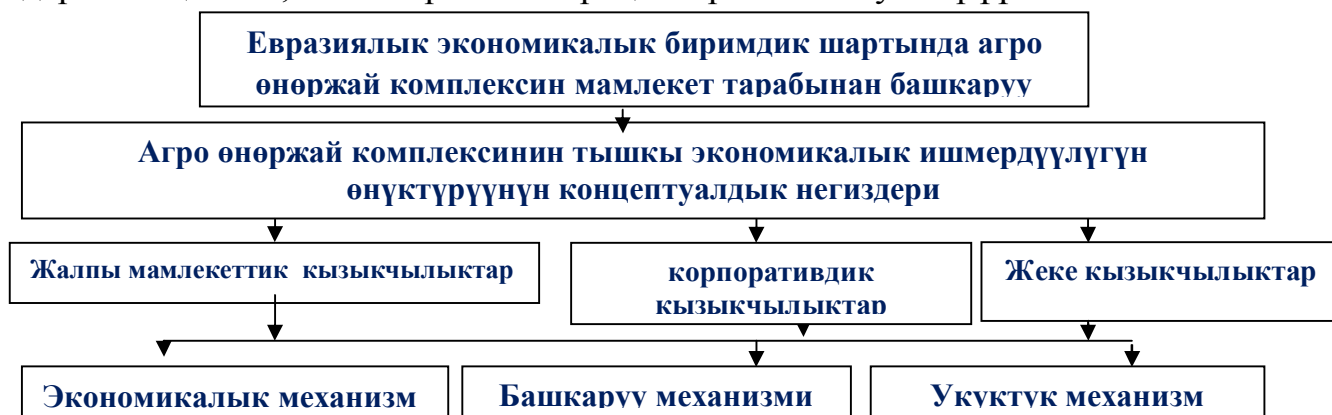 Евразиялык экономикалык биримдик шартында агро
өнөржай комплексин мамлекет тарабынан башкаруу
Агро өнөржай комплексинин тышкы экономикалык ишмердүүлүгүн
өнүктүрүүнүн концептуалдык негиздери
Жалпы мамлекеттик кызыкчылыктар
корпоративдик
кызыкчылыктар
Жеке кызыкчылыктар
Экономикалык механизм
Башкаруу механизми
Укуктук механизм